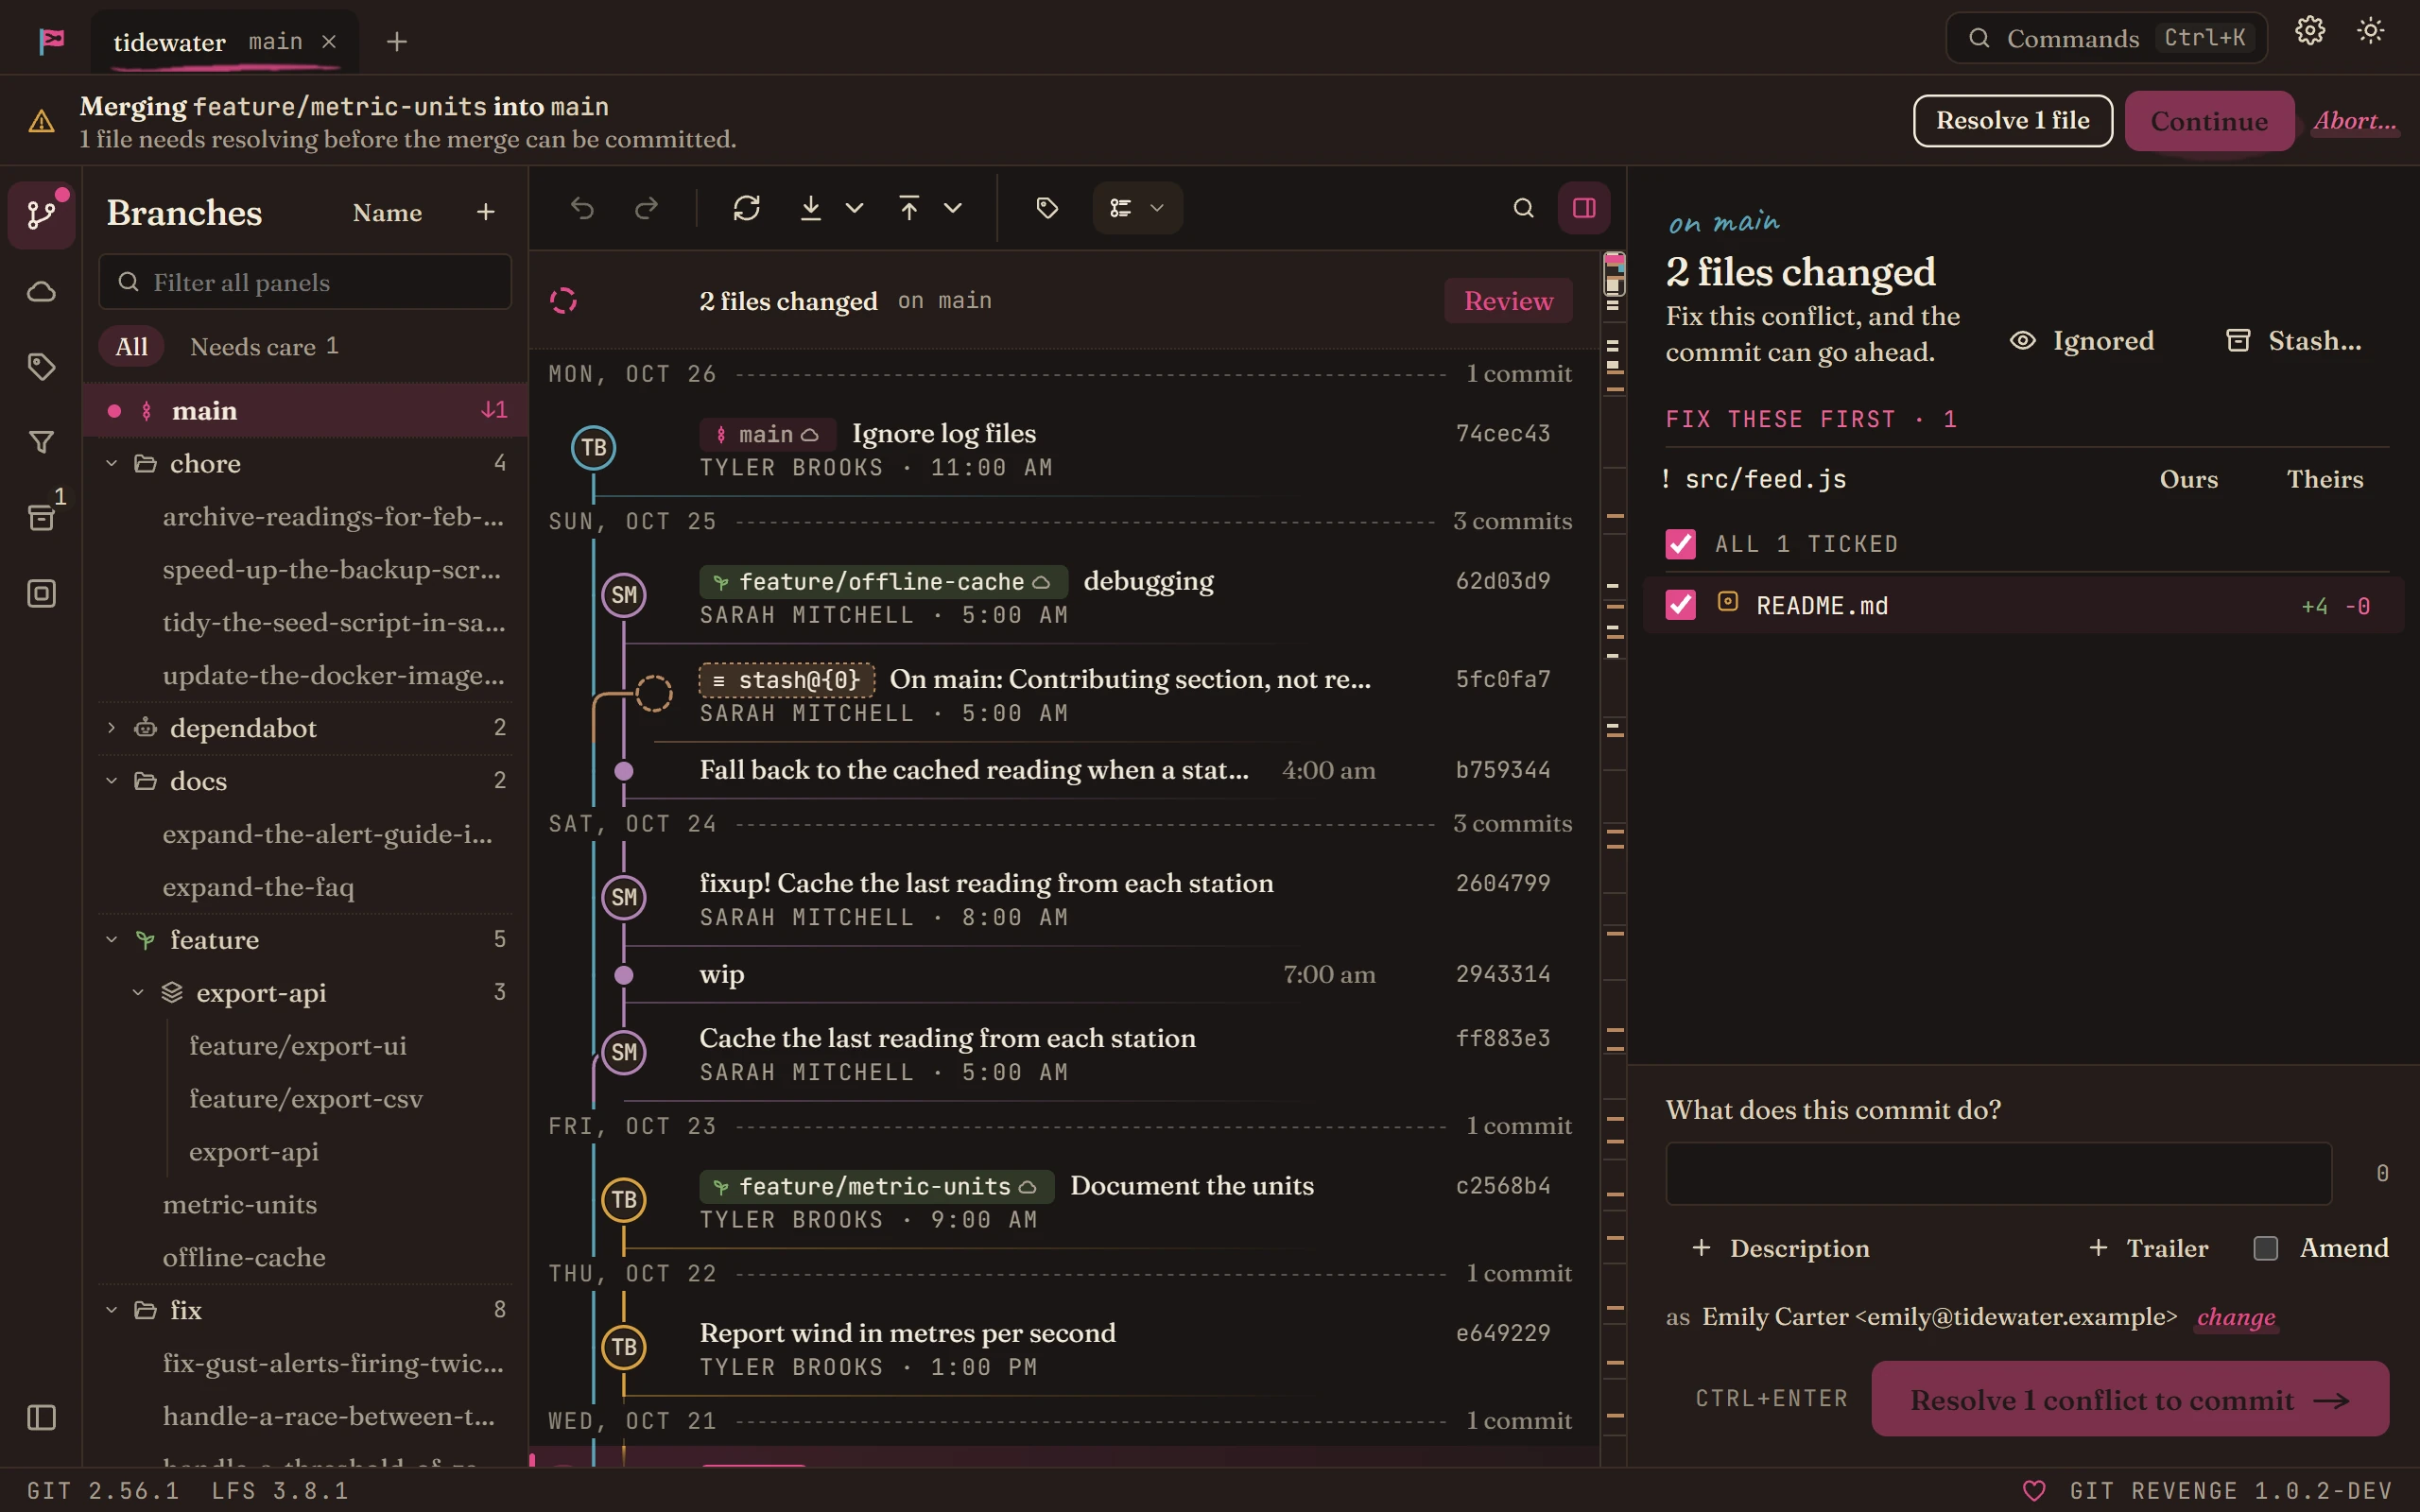 tidewater main
Commands Ctrl+K
Merging feature/metric-units into main
1 file needs resolving before the merge can be committed.
Resolve 1 file
Continue
Abort...
Branches
Name
Filter all panels
All
Needs care 1
main ↓1
chore 4
archive-readings-for-feb-...
speed-up-the-backup-scr...
tidy-the-seed-script-in-sa...
update-the-docker-image...
dependabot 2
docs 2
expand-the-alert-guide-i...
expand-the-faq
feature 5
export-api 3
feature/export-ui
feature/export-csv
export-api
metric-units
offline-cache
fix 8
fix-gust-alerts-firing-twic...
handle-a-race-between-t...
1
2 files changed on main
Review
MON, OCT 26 1 commit
TB
main Ignore log files 74cec43
TYLER BROOKS · 11:00 AM
SUN, OCT 25 3 commits
SM
feature/offline-cache debugging 62d03d9
SARAH MITCHELL · 5:00 AM
stash@{0} On main: Contributing section, not re... 5fc0fa7
SARAH MITCHELL · 5:00 AM
Fall back to the cached reading when a stat... 4:00 am b759344
SAT, OCT 24 3 commits
SM
fixup! Cache the last reading from each station 2604799
SARAH MITCHELL · 8:00 AM
wip 7:00 am 2943314
SM
Cache the last reading from each station ff883e3
SARAH MITCHELL · 5:00 AM
FRI, OCT 23 1 commit
TB
feature/metric-units Document the units c2568b4
TYLER BROOKS · 9:00 AM
THU, OCT 22 1 commit
TB
Report wind in metres per second e649229
TYLER BROOKS · 1:00 PM
WED, OCT 21 1 commit
on main
2 files changed
Fix this conflict, and the
commit can go ahead.
Ignored
Stash...
FIX THESE FIRST · 1
! src/feed.js Ours Theirs
ALL 1 TICKED
README.md +4 -0
What does this commit do?
0
+ Description
+ Trailer
Amend
as Emily Carter <emily@tidewater.example> change
CTRL+ENTER
Resolve 1 conflict to commit →
GIT 2.56.1 LFS 3.8.1
GIT REVENGE 1.0.2-DEV